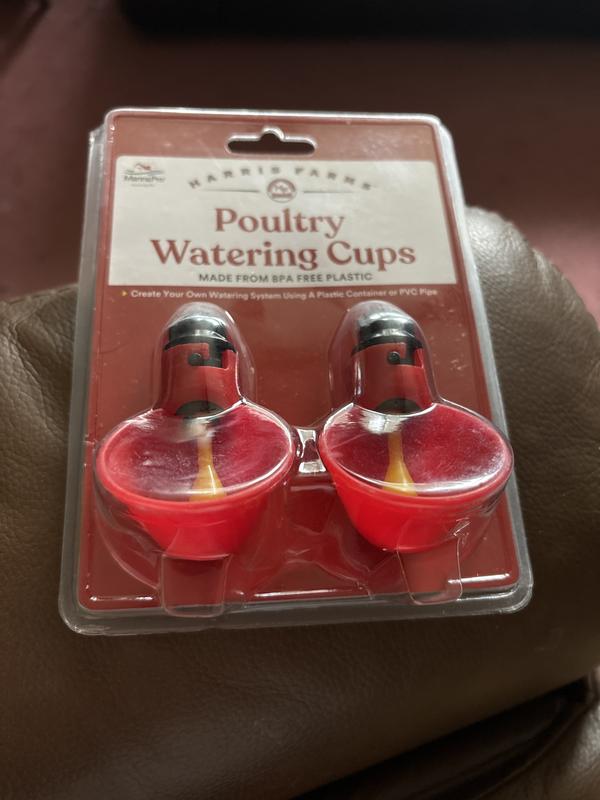 MannaPro
HARRIS FARMS
Poultry
Watering Cups
MADE FROM BPA FREE PLASTIC
Create Your Own Watering System Using A Plastic Container or PVC Pipe